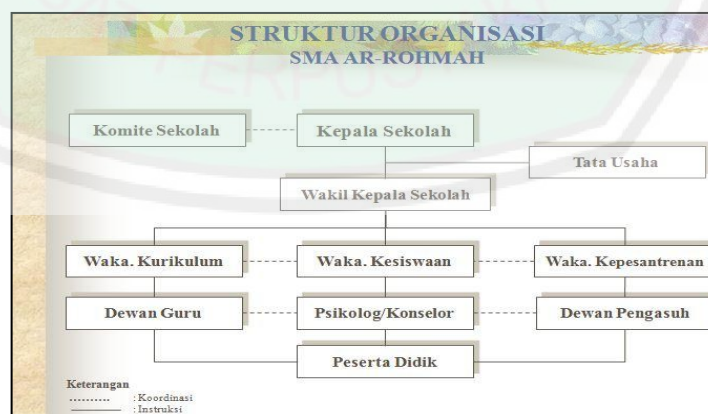 STRUKTUR ORGANISASI
SMA AR-ROHMAH
Komite Sekolah
Kepala Sekolah
Tata Usaha
Wakil Kepala Sekolah
Waka. Kurikulum
Waka. Kesiswaan
Waka. Kepesantrenan
Dewan Guru
Psikolog/Konselor
Dewan Pengasuh
Peserta Didik
Keterangan
.......... : Koordinasi
——— : Instruksi